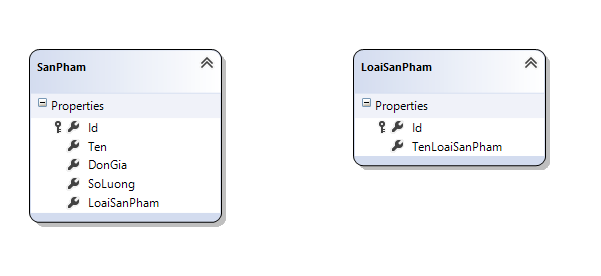 SanPham
Properties
Id
Ten
DonGia
SoLuong
LoaiSanPham
LoaiSanPham
Properties
Id
TenLoaiSanPham